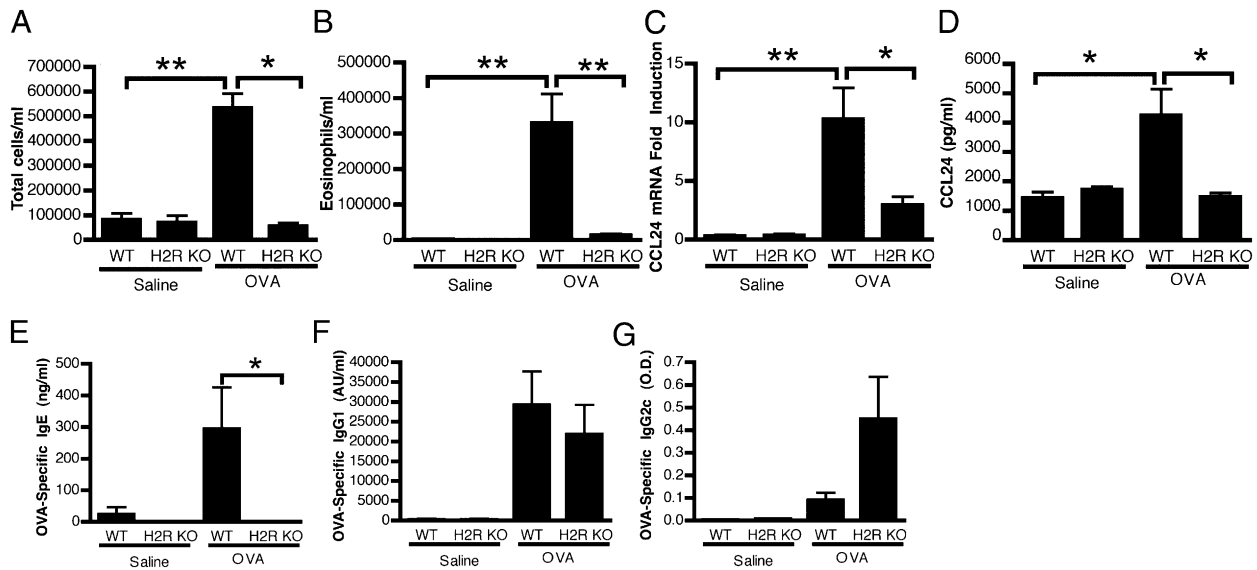 A
Total cells/ml
700000
600000
500000
400000
300000
200000
100000
0
** *
WT H2R KO WT H2R KO
Saline OVA
B
Eosinophils/ml
500000
400000
300000
200000
100000
0
** **
WT H2R KO WT H2R KO
Saline OVA
C
CCL24 mRNA Fold Induction
15
10
5
0
** *
WT H2R KO WT H2R KO
Saline OVA
D
CCL24 (pg/ml)
6000
5000
4000
3000
2000
1000
0
* *
WT H2R KO WT H2R KO
Saline OVA
E
OVA-Specific IgE (ng/ml)
500
400
300
200
100
0
*
WT H2R KO WT H2R KO
Saline OVA
F
OVA-Specific IgG1 (AU/ml)
40000
35000
30000
25000
20000
15000
10000
5000
0
WT H2R KO WT H2R KO
Saline OVA
G
OVA-Specific IgG2c (O.D.)
0.7
0.6
0.5
0.4
0.3
0.2
0.1
0.0
WT H2R KO WT H2R KO
Saline OVA